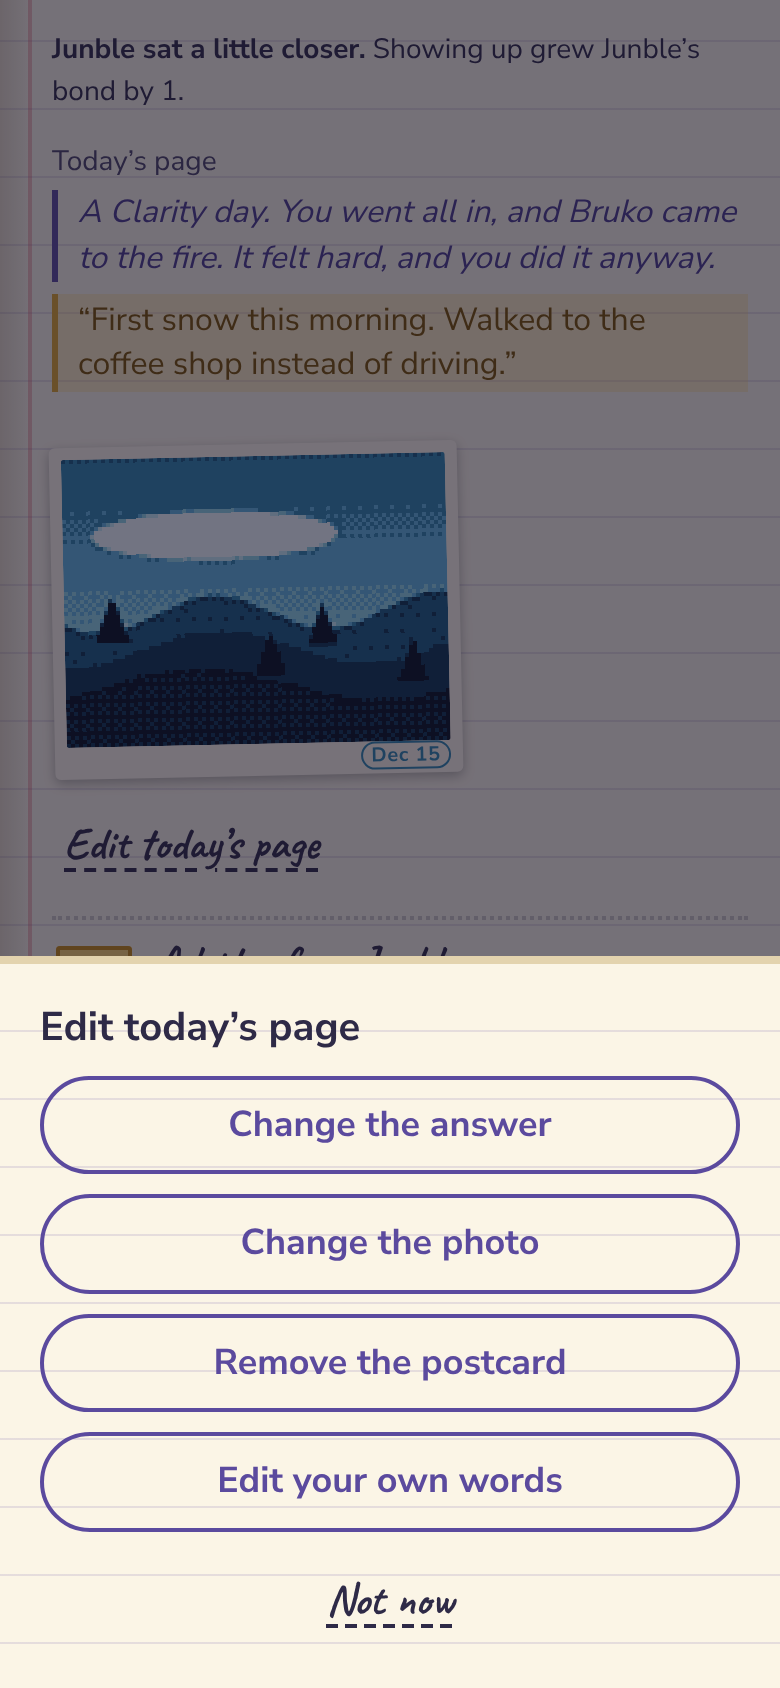 Junble sat a little closer. Showing up grew Junble’s
bond by 1.
Today’s page
A Clarity day. You went all in, and Bruko came
to the fire. It felt hard, and you did it anyway.
“First snow this morning. Walked to the
coffee shop instead of driving.”
Dec 15
Edit today’s page
Edit today’s page
Change the answer
Change the photo
Remove the postcard
Edit your own words
Not now